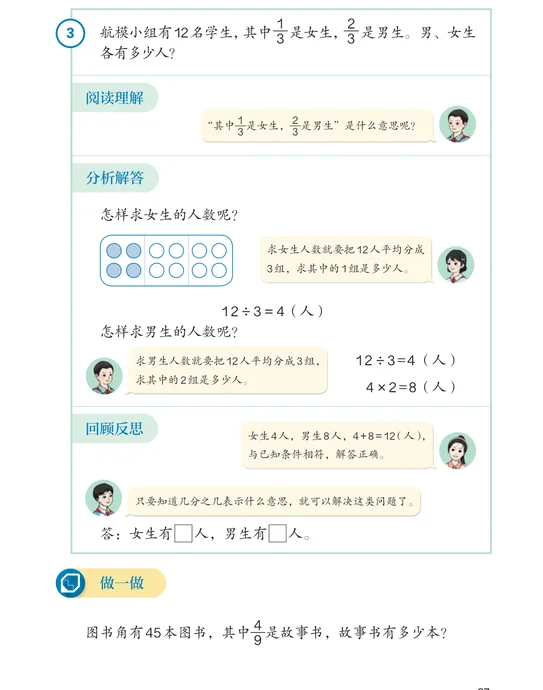 3
航模小组有12名学生，其中1/3是女生，2/3是男生。男、女生
各有多少人？
阅读理解
“其中1/3是女生，2/3是男生”是什么意思呢？
分析解答
怎样求女生的人数呢？
求女生人数就要把12人平均分成
3组，求其中的1组是多少人。
12÷3=4（人）
怎样求男生的人数呢？
求男生人数就要把12人平均分成3组，
求其中的2组是多少人。
12÷3=4（人）
4×2=8（人）
回顾反思
女生4人，男生8人，4+8=12(人)，
与已知条件相符，解答正确。
只要知道几分之几表示什么意思，就可以解决这类问题了。
答：女生有□人，男生有□人。
做一做
图书角有45本图书，其中4/9是故事书，故事书有多少本？